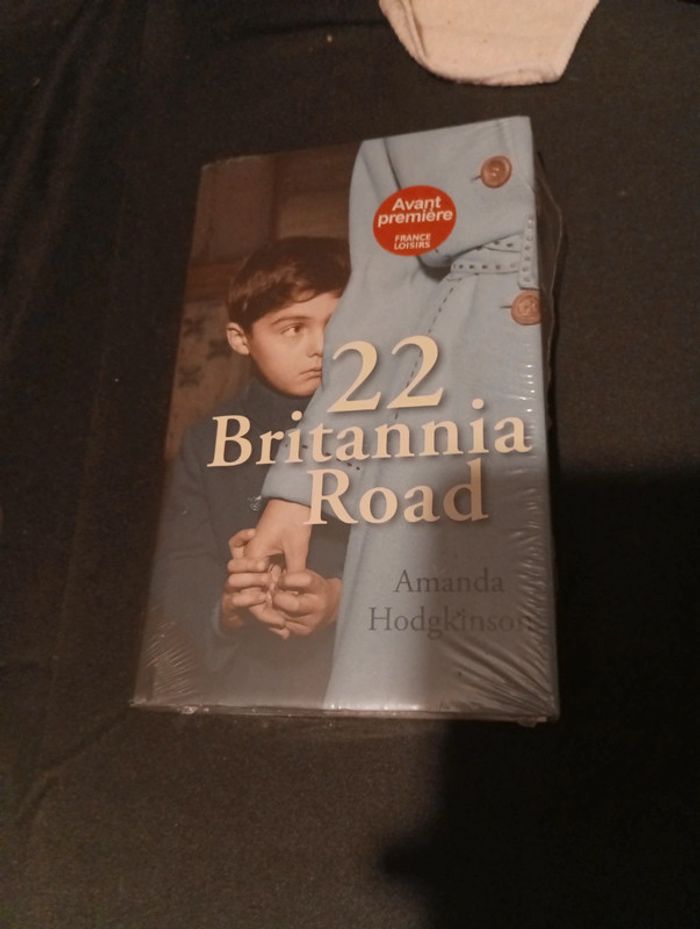 Avant
première
FRANCE
LOISIRS
22
Britannia
Road
Amanda
Hodgkinson